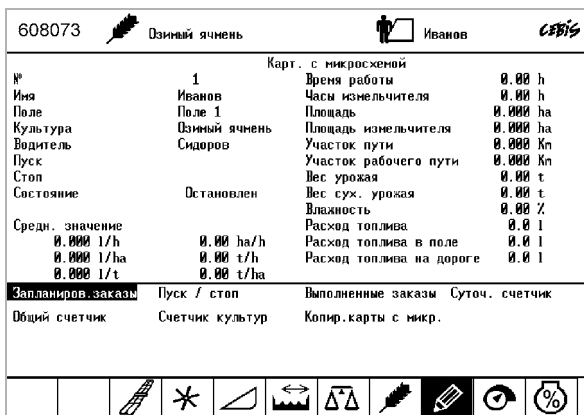 608073 Озимый ячмень Иванов CEBIS
Карт. с микросхемой
№ 1 Время работы 0.00 h
Имя Иванов Часы измельчителя 0.00 h
Поле Поле 1 Площадь 0.000 ha
Культура Озимый ячмень Площадь измельчителя 0.000 ha
Водитель Сидоров Участок пути 0.000 Km
Пуск Участок рабочего пути 0.000 Km
Стоп Вес урожая 0.00 t
Состояние Остановлен Вес сух. урожая 0.00 t
Влажность 0.00 %
Средн. значение Расход топлива 0.0 l
0.000 l/h 0.00 ha/h Расход топлива в поле 0.0 l
0.000 l/ha 0.00 t/h Расход топлива на дороге 0.0 l
0.000 l/t 0.00 t/ha
Запланиров.заказы Пуск / стоп Выполненные заказы Суточ. счетчик
Общий счетчик Счетчик культур Копир.карты с микр.
%